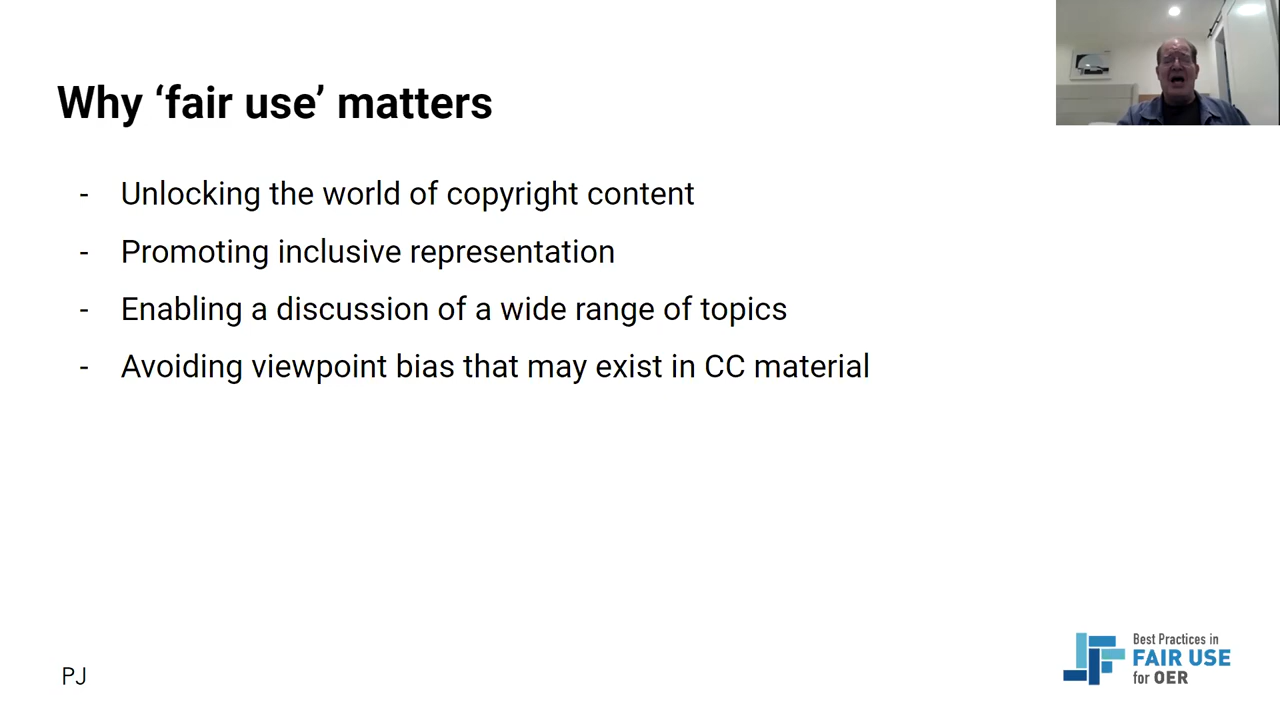 Why ‘fair use’ matters
- Unlocking the world of copyright content
- Promoting inclusive representation
- Enabling a discussion of a wide range of topics
- Avoiding viewpoint bias that may exist in CC material
PJ
Best Practices in
FAIR USE
for OER